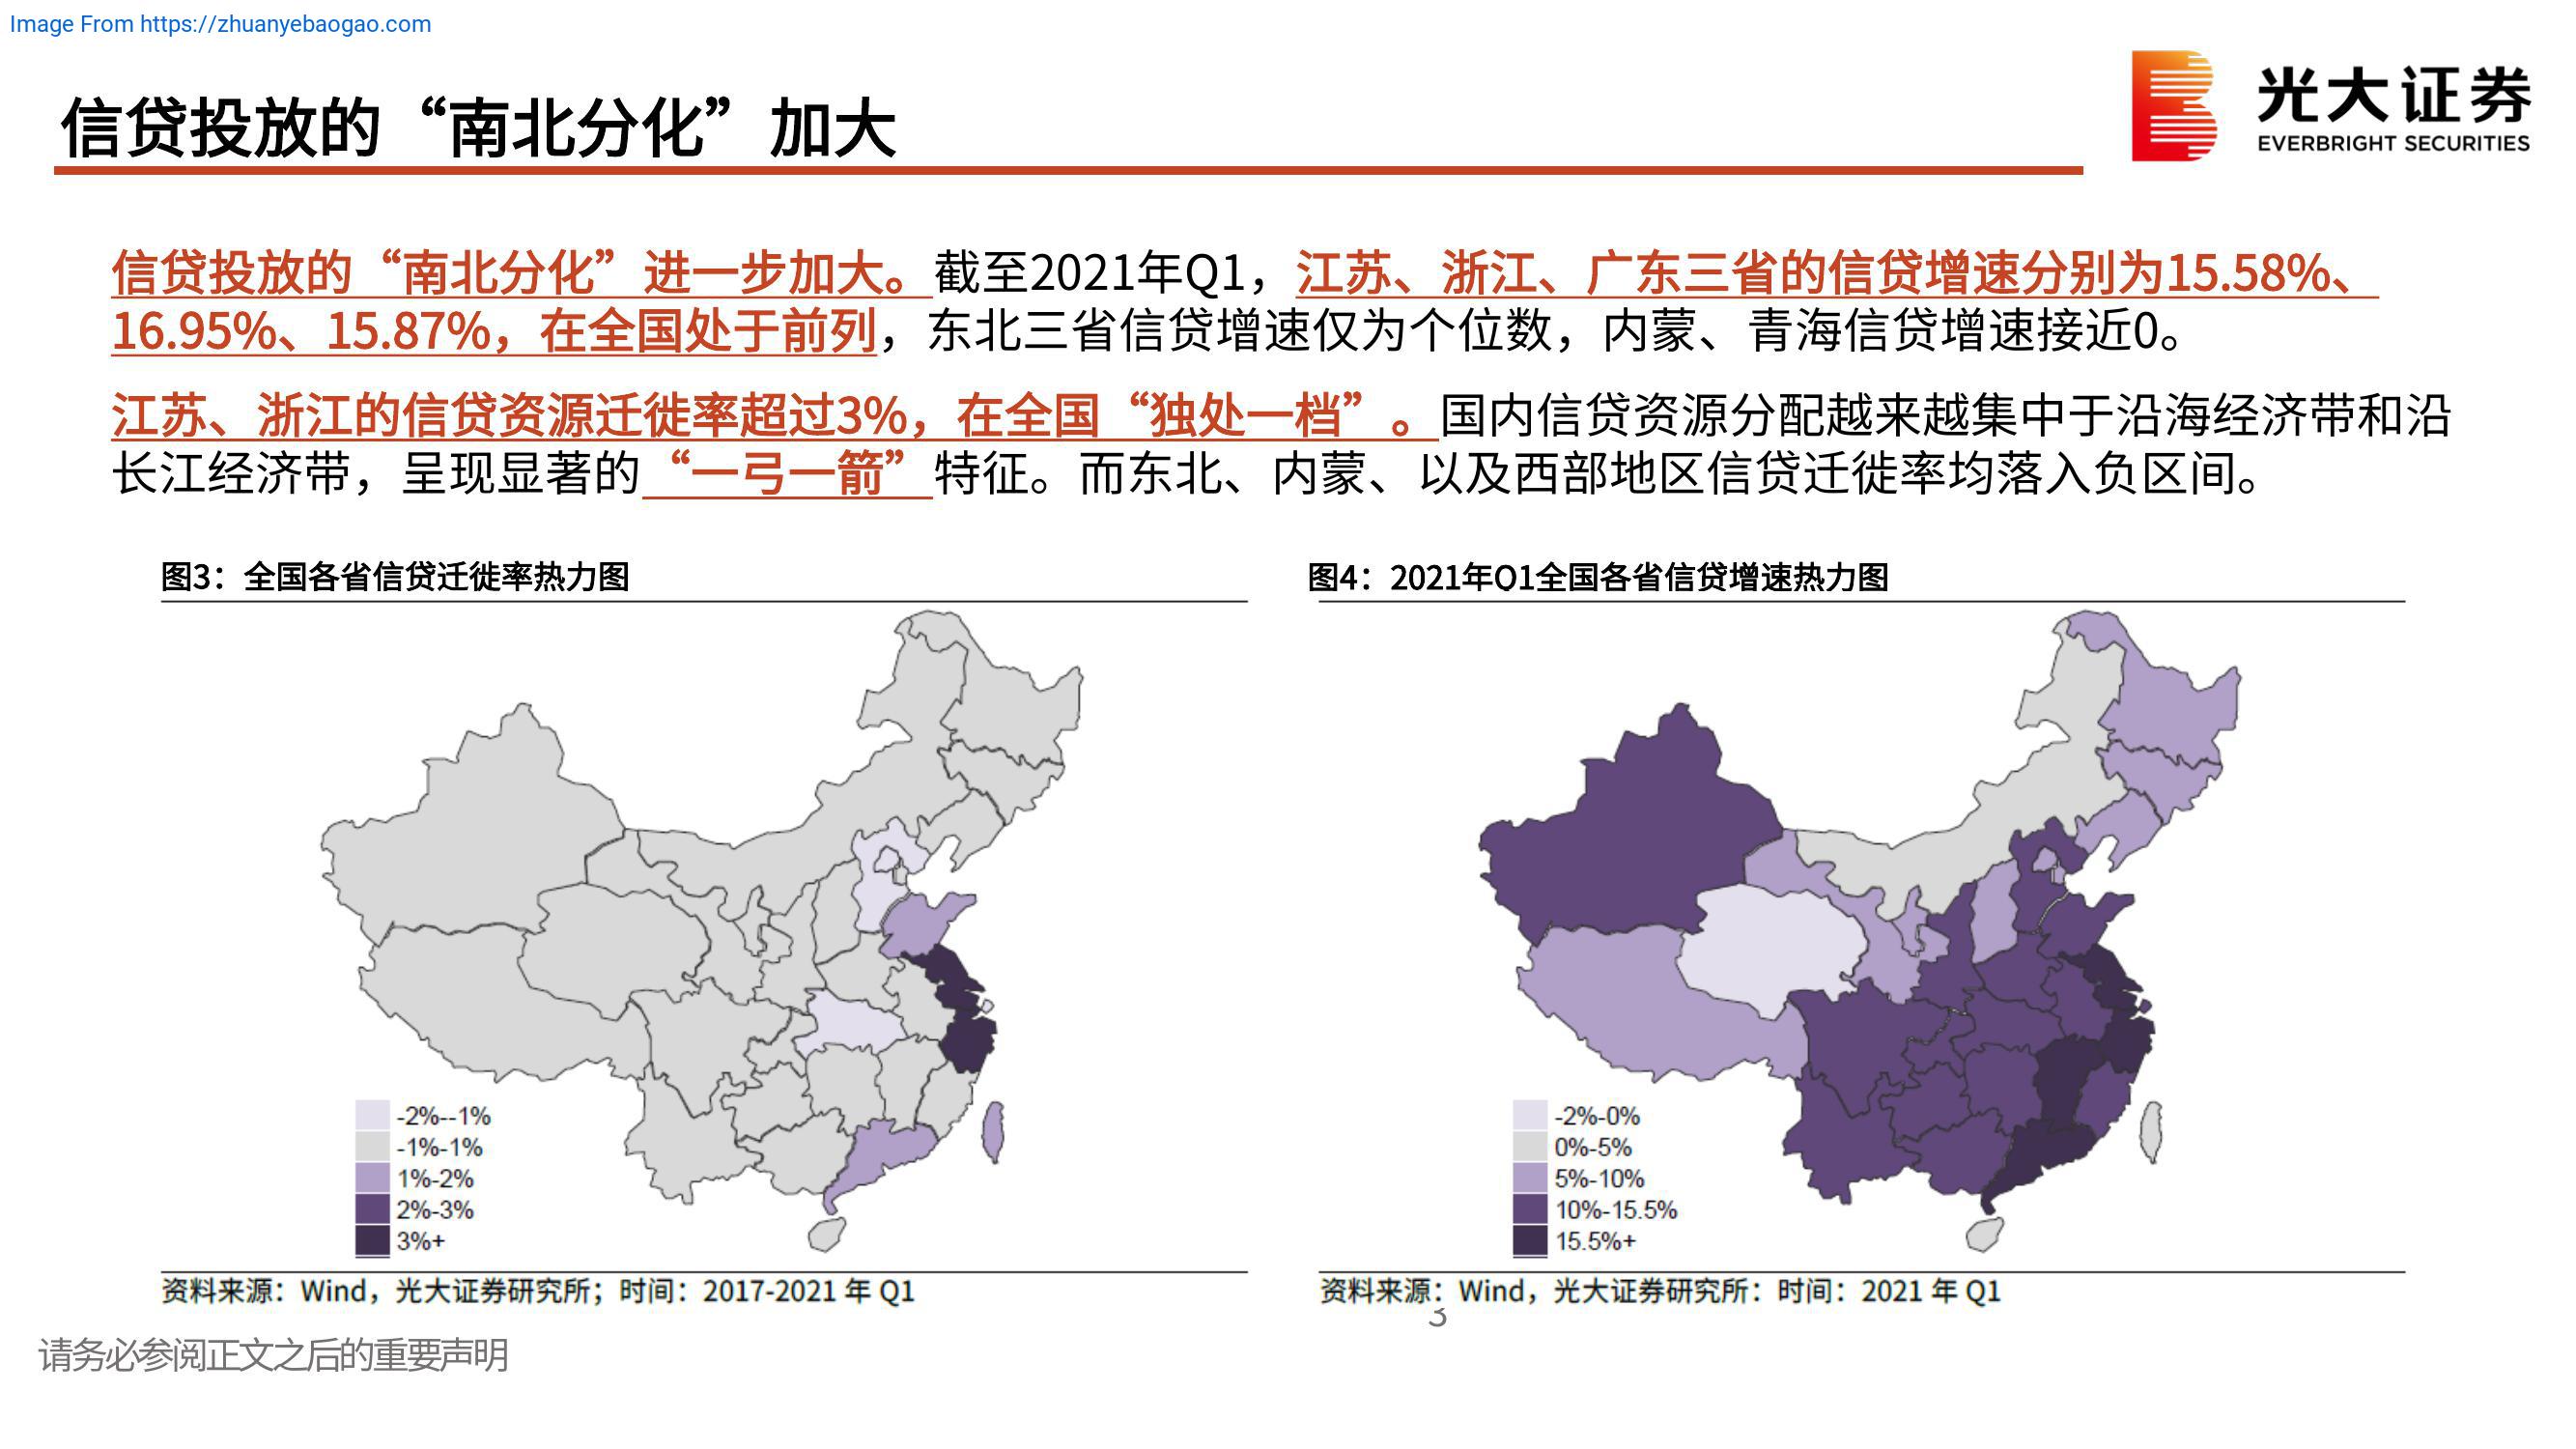 Image From https://zhuanyebaogao.com
信贷投放的“南北分化”加大
光大证券
EVERBRIGHT SECURITIES
信贷投放的“南北分化”进一步加大。截至2021年Q1，江苏、浙江、广东三省的信贷增速分别为15.58%、
16.95%、15.87%，在全国处于前列，东北三省信贷增速仅为个位数，内蒙、青海信贷增速接近0。
江苏、浙江的信贷资源迁徙率超过3%，在全国“独处一档”。国内信贷资源分配越来越集中于沿海经济带和沿
长江经济带，呈现显著的“一弓一箭”特征。而东北、内蒙、以及西部地区信贷迁徙率均落入负区间。
图3：全国各省信贷迁徙率热力图
-2%--1%
-1%-1%
1%-2%
2%-3%
3%+
资料来源：Wind，光大证券研究所；时间：2017-2021 年 Q1
图4：2021年Q1全国各省信贷增速热力图
-2%-0%
0%-5%
5%-10%
10%-15.5%
15.5%+
资料来源：Wind，光大证券研究所：时间：2021 年 Q1
3
请务必参阅正文之后的重要声明